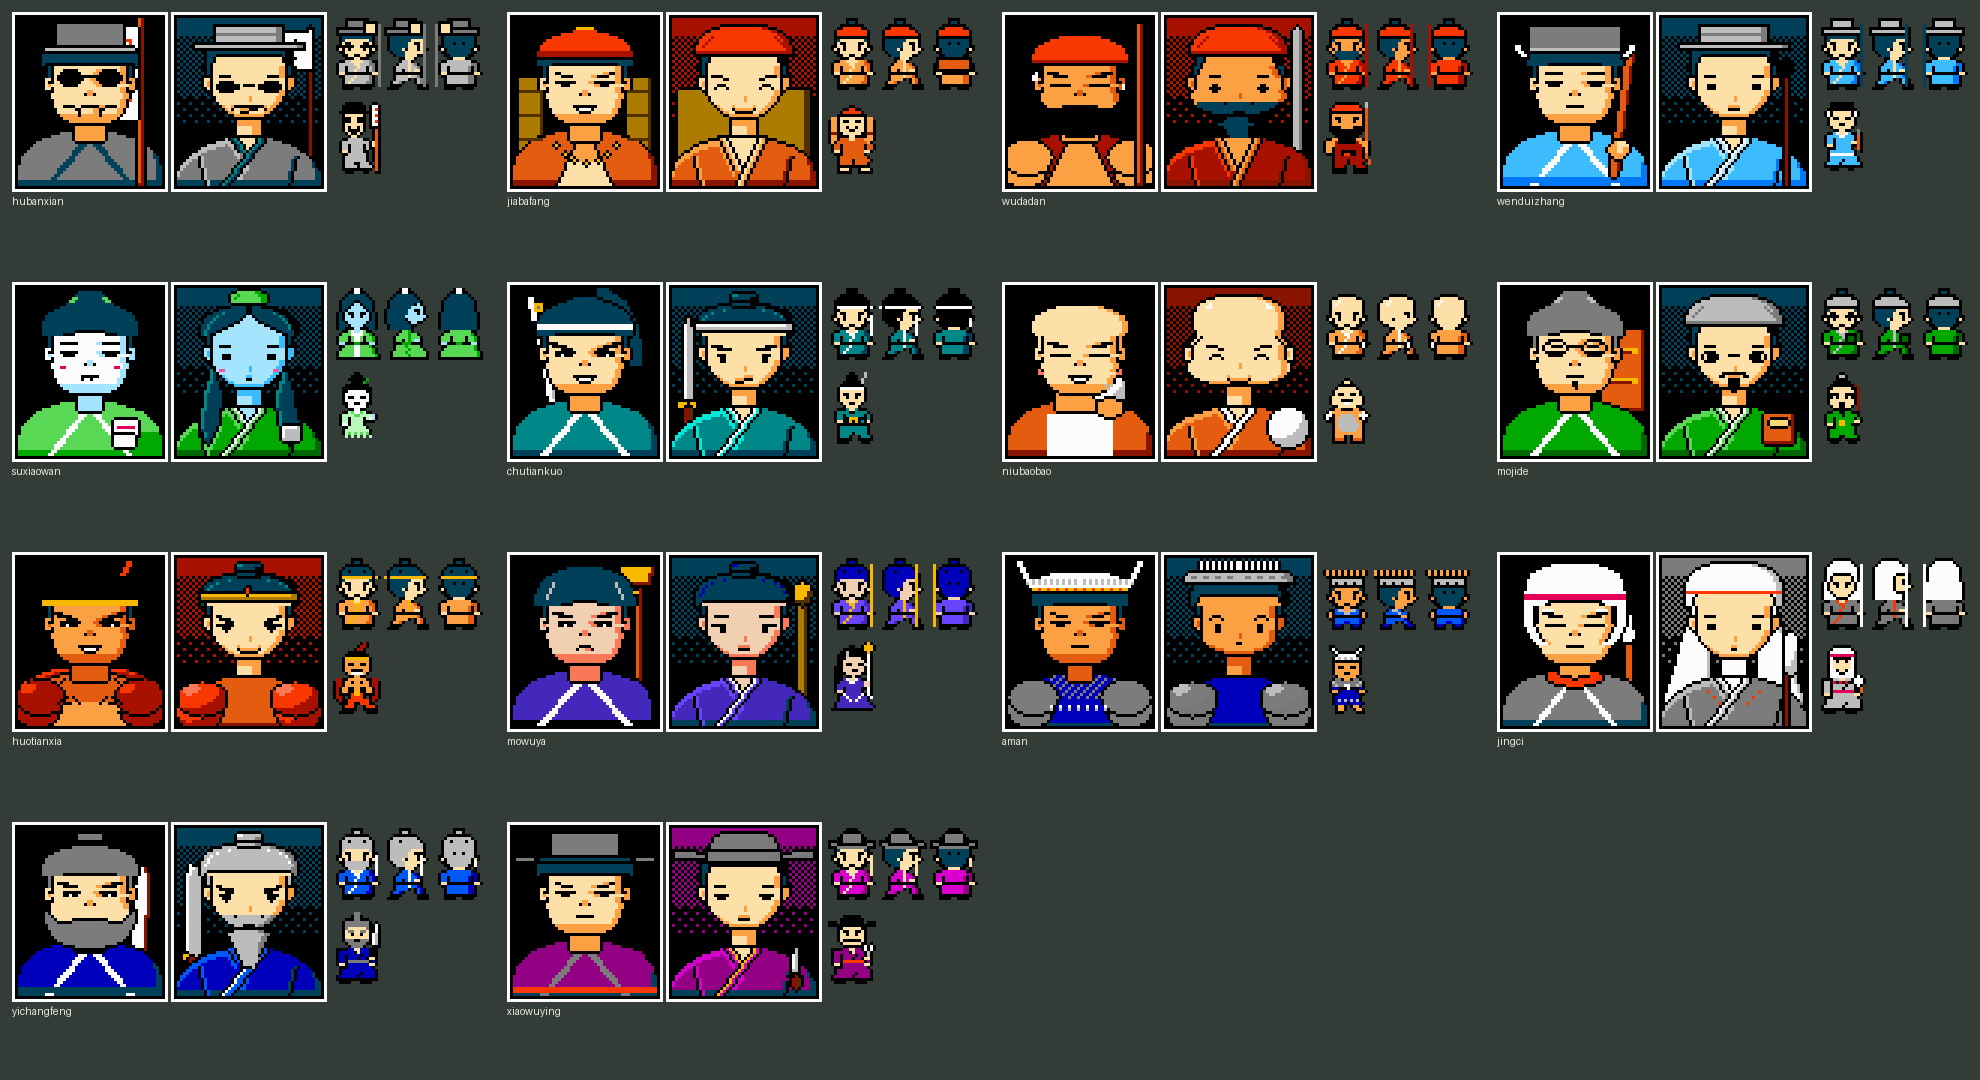 hubanxian
jiabafang
wudadan
wenduizhang
suxiaowan
chutiankuo
niubaobao
mojide
huotianxia
mowuya
aman
jingci
yichangfeng
xiaowuying